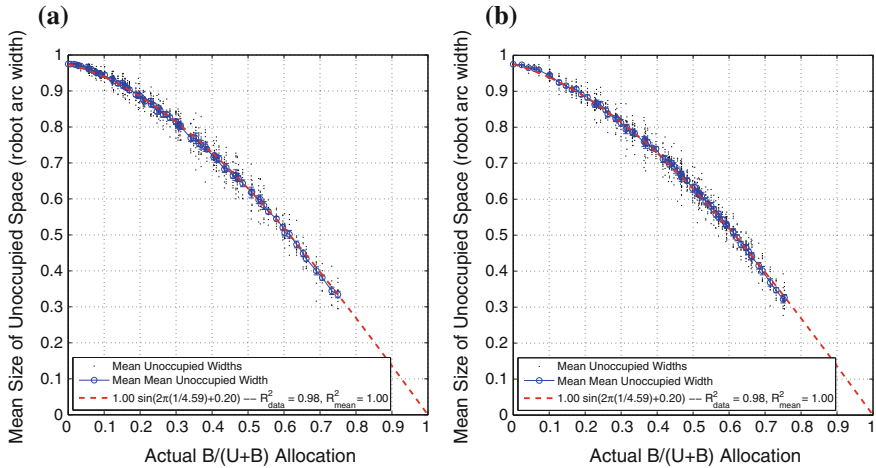 (a)
Mean Size of Unoccupied Space (robot arc width)
1
0.9
0.8
0.7
0.6
0.5
0.4
0.3
0.2
0.1
0
0 0.1 0.2 0.3 0.4 0.5 0.6 0.7 0.8 0.9 1
Mean Unoccupied Widths
Mean Mean Unoccupied Width
1.00 sin(2π(1/4.59)+0.20) −− R²data = 0.98, R²mean = 1.00
Actual B/(U+B) Allocation
(b)
Mean Size of Unoccupied Space (robot arc width)
1
0.9
0.8
0.7
0.6
0.5
0.4
0.3
0.2
0.1
0
0 0.1 0.2 0.3 0.4 0.5 0.6 0.7 0.8 0.9 1
Mean Unoccupied Widths
Mean Mean Unoccupied Width
1.00 sin(2π(1/4.59)+0.20) −− R²data = 0.98, R²mean = 1.00
Actual B/(U+B) Allocation